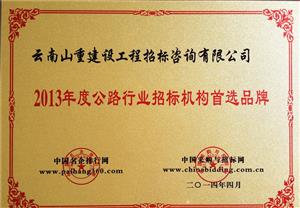 云南山重建设工程招标咨询有限公司
2013年度公路行业招标机构首选品牌
中国名企排行网
www.paihang360.com
中国采购与招标网
www.chinabidding.com.cn
二〇一四年四月